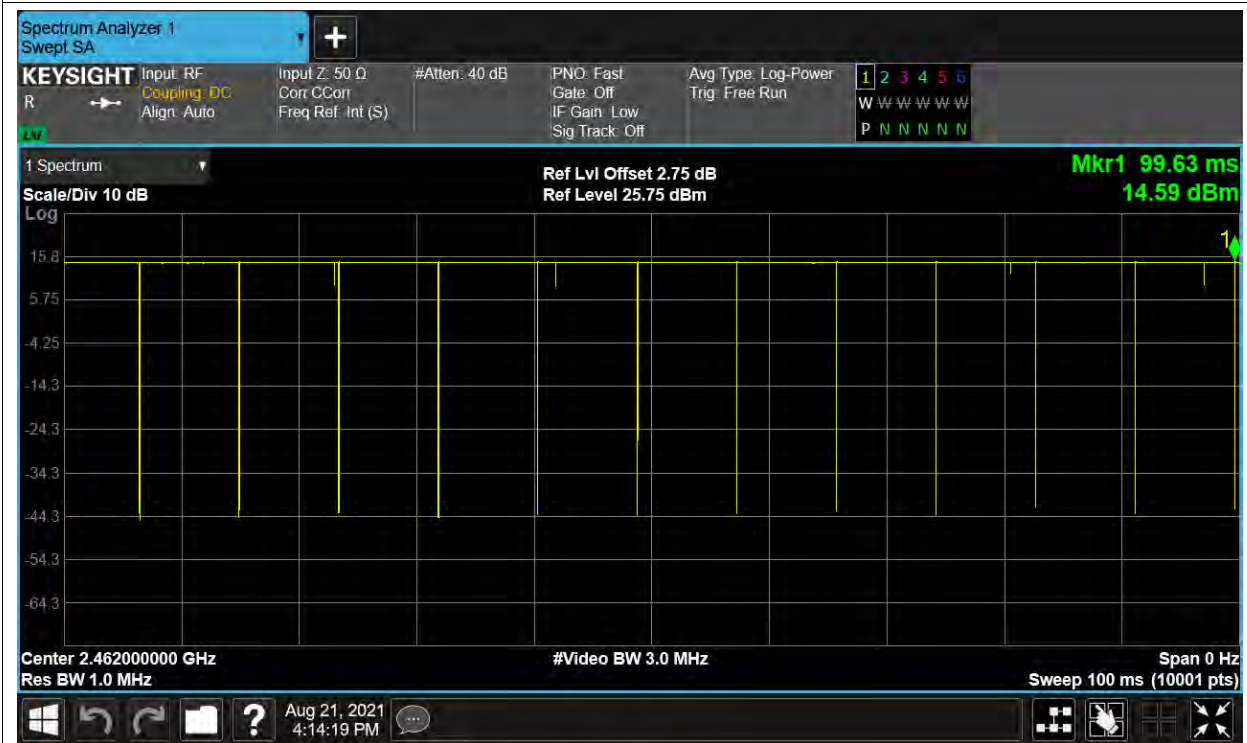 Spectrum Analyzer 1
Swept SA
+
KEYSIGHT
R
LV
Input: RF
Coupling: DC
Align: Auto
Input Z: 50 Ω
Corr CCorr
Freq Ref: Int (S)
#Atten: 40 dB
PNO: Fast
Gate: Off
IF Gain: Low
Sig Track: Off
Avg Type: Log-Power
Trig: Free Run
1 2 3 4 5 6
W W W W W W
P N N N N N
1 Spectrum
Scale/Div 10 dB
Log
Ref Lvl Offset 2.75 dB
Ref Level 25.75 dBm
Mkr1 99.63 ms
14.59 dBm
1
15.8
5.75
-4.25
-14.3
-24.3
-34.3
-44.3
-54.3
-64.3
Center 2.462000000 GHz
#Video BW 3.0 MHz
Span 0 Hz
Res BW 1.0 MHz
Sweep 100 ms (10001 pts)
?
Aug 21, 2021
4:14:19 PM